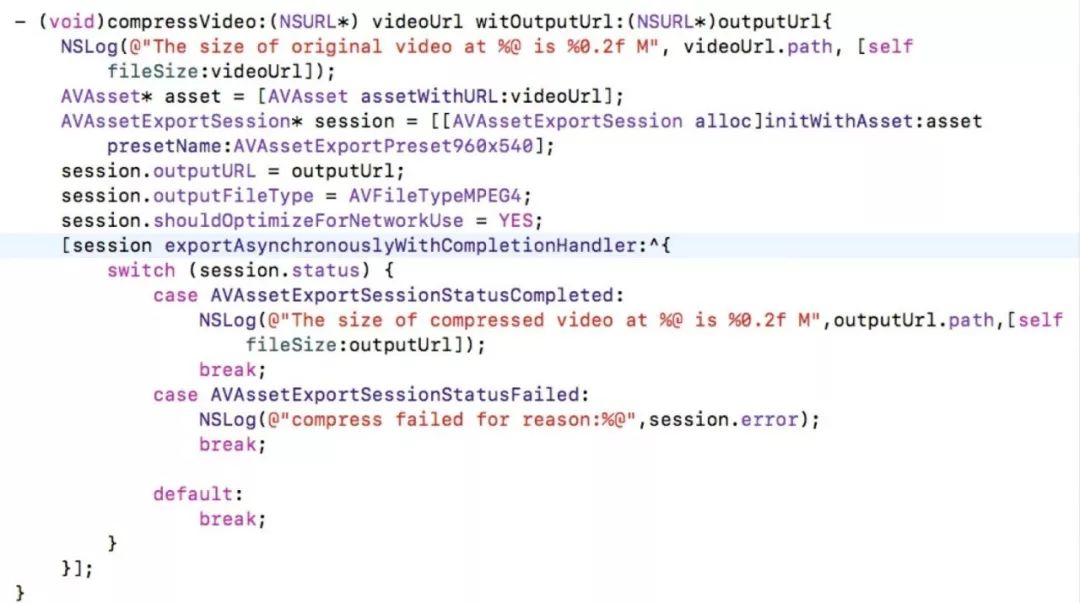 - (void)compressVideo:(NSURL*) videoUrl witOutputUrl:(NSURL*)outputUrl{
    NSLog(@"The size of original video at %@ is %0.2f M", videoUrl.path, [self
        fileSize:videoUrl]);
    AVAsset* asset = [AVAsset assetWithURL:videoUrl];
    AVAssetExportSession* session = [[AVAssetExportSession alloc]initWithAsset:asset
        presetName:AVAssetExportPreset960x540];
    session.outputURL = outputUrl;
    session.outputFileType = AVFileTypeMPEG4;
    session.shouldOptimizeForNetworkUse = YES;
    [session exportAsynchronouslyWithCompletionHandler:^{
        switch (session.status) {
            case AVAssetExportSessionStatusCompleted:
                NSLog(@"The size of compressed video at %@ is %0.2f M",outputUrl.path,[self
                    fileSize:outputUrl]);
                break;
            case AVAssetExportSessionStatusFailed:
                NSLog(@"compress failed for reason:%@",session.error);
                break;
            default:
                break;
        }
    }];
}